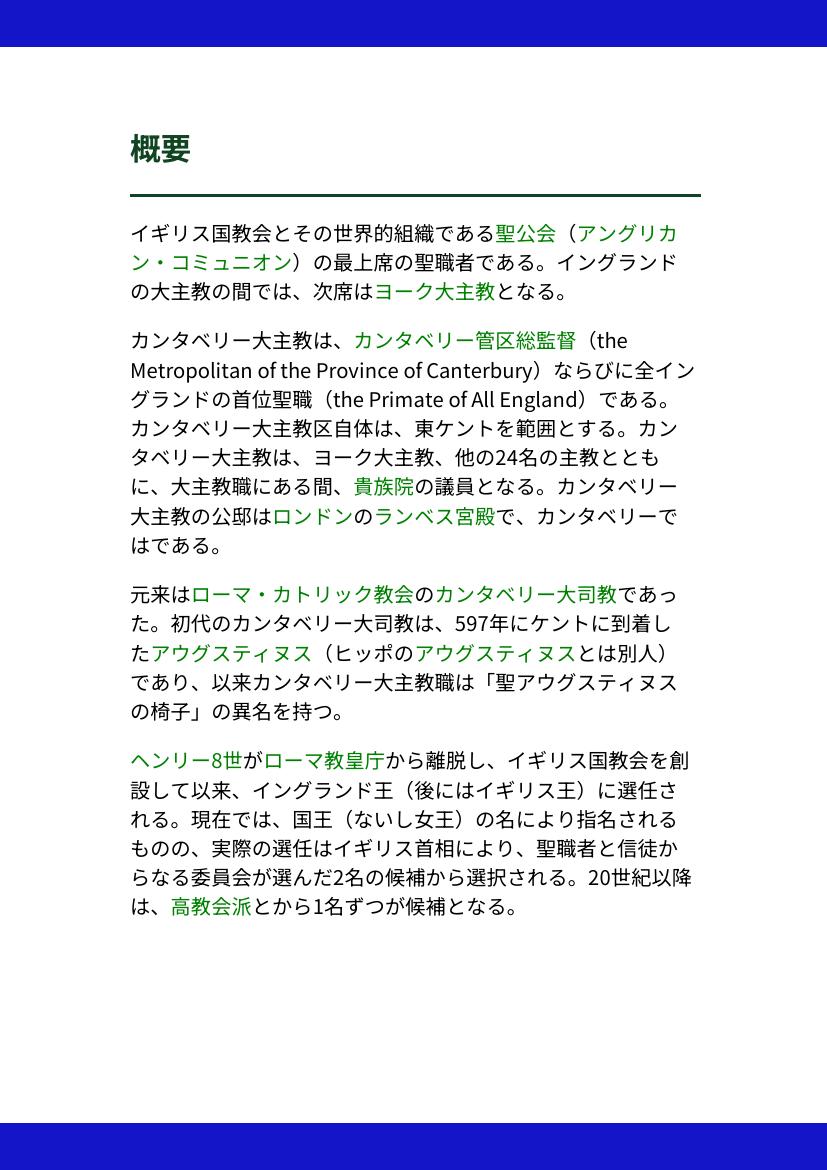 概要
イギリス国教会とその世界的組織である聖公会（アングリカ
ン・コミュニオン）の最上席の聖職者である。イングランド
の大主教の間では、次席はヨーク大主教となる。
カンタベリー大主教は、カンタベリー管区総監督（the
Metropolitan of the Province of Canterbury）ならびに全イン
グランドの首位聖職（the Primate of All England）である。
カンタベリー大主教区自体は、東ケントを範囲とする。カン
タベリー大主教は、ヨーク大主教、他の24名の主教ととも
に、大主教職にある間、貴族院の議員となる。カンタベリー
大主教の公邸はロンドンのランベス宮殿で、カンタベリーで
はである。
元来はローマ・カトリック教会のカンタベリー大司教であっ
た。初代のカンタベリー大司教は、597年にケントに到着し
たアウグスティヌス（ヒッポのアウグスティヌスとは別人）
であり、以来カンタベリー大主教職は「聖アウグスティヌス
の椅子」の異名を持つ。
ヘンリー8世がローマ教皇庁から離脱し、イギリス国教会を創
設して以来、イングランド王（後にはイギリス王）に選任さ
れる。現在では、国王（ないし女王）の名により指名される
ものの、実際の選任はイギリス首相により、聖職者と信徒か
らなる委員会が選んだ2名の候補から選択される。20世紀以降
は、高教会派とから1名ずつが候補となる。